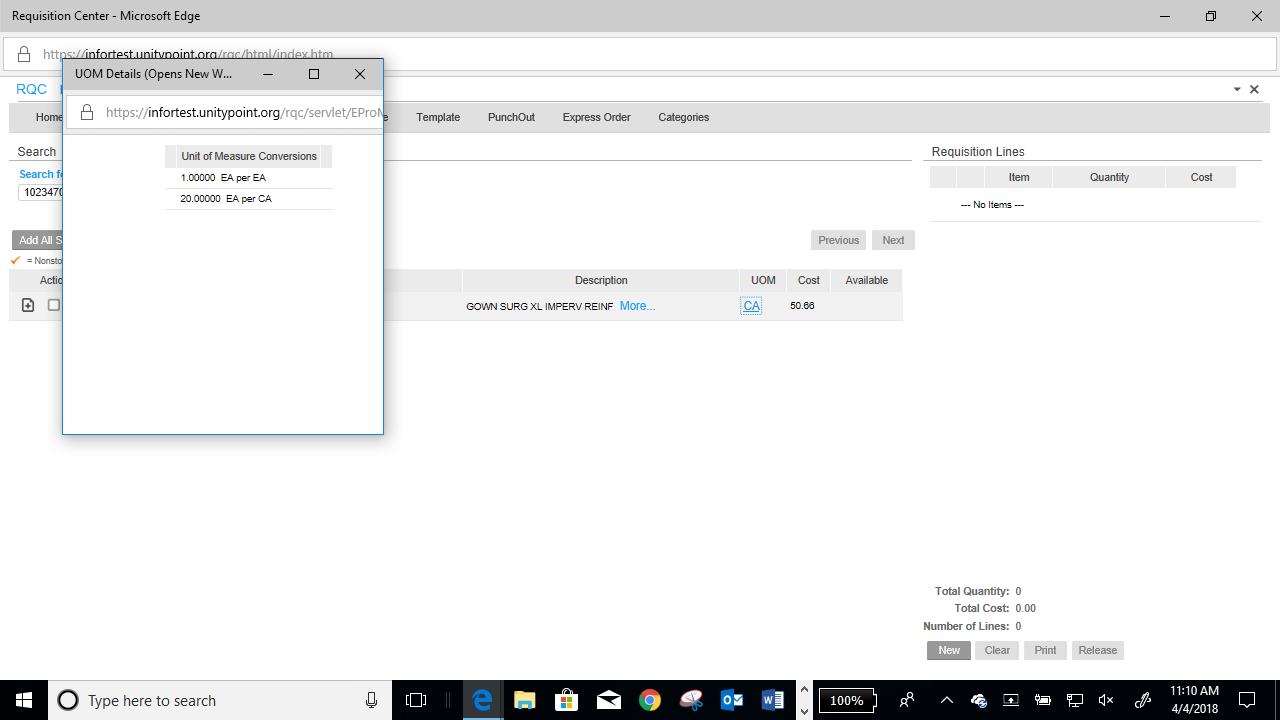 Requisition Center - Microsoft Edge
https://infortest.unitypoint.org/rqc/html/index.htm
UOM Details (Opens New W...
https://infortest.unitypoint.org/rqc/servlet/EProM
RQC
Home
Template
PunchOut
Express Order
Categories
Search
Search fo
1023470
Unit of Measure Conversions
1.00000 EA per EA
20.00000 EA per CA
Requisition Lines
Item Quantity Cost
--- No Items ---
Add All S
Previous
Next
= Nonsto
Actio
Description UOM Cost Available
GOWN SURG XL IMPERV REINF More... CA 50.66
Total Quantity: 0
Total Cost: 0.00
Number of Lines: 0
New Clear Print Release
Type here to search
100%
11:10 AM
4/4/2018